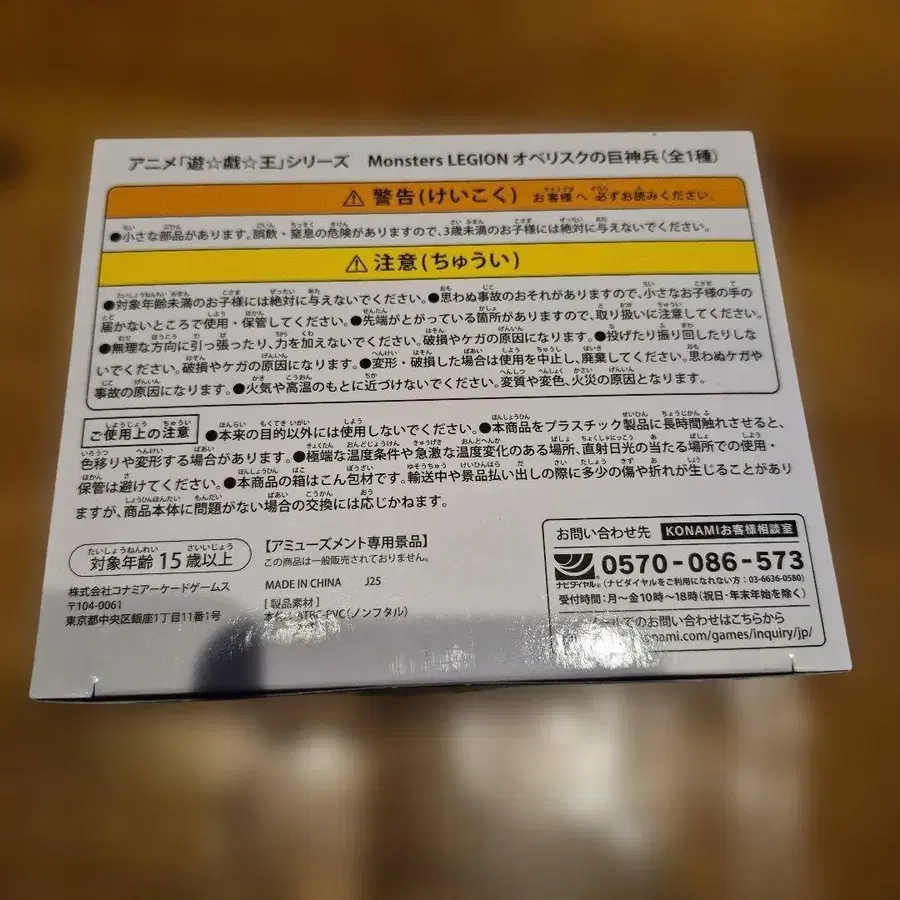 アニメ「遊☆戯☆王」シリーズ Monsters LEGION オベリスクの巨神兵(全1種)
⚠ 警告(けいこく) お客様へ 必ずお読みください。
●小さな部品があります。誤飲・窒息の危険がありますので、3歳未満のお子様には絶対に与えないでください。
⚠ 注意(ちゅうい)
●対象年齢未満のお子様には絶対に与えないでください。●思わぬ事故のおそれがありますので、小さなお子様の手の
届かないところで使用・保管してください。●先端がとがっている箇所がありますので、取り扱いに注意してください。
●無理な方向に引っ張ったり、力を加えないでください。破損やケガの原因になります。●投げたり振り回したりしな
いでください。破損やケガの原因になります。●変形・破損した場合は使用を中止し、廃棄してください。思わぬケガや
事故の原因になります。●火気や高温のもとに近づけないでください。変質や変色、火災の原因となります。
ご使用上の注意 ●本来の目的以外には使用しないでください。●本商品をプラスチック製品に長時間触れさせると、
色移りや変形する場合があります。●極端な温度条件や急激な温度変化のある場所、直射日光の当たる場所での使用・
保管は避けてください。●本商品の箱はこん包材です。輸送中や景品払い出しの際に多少の傷や折れが生じることがあり
ますが、商品本体に問題がない場合の交換には応じかねます。
対象年齢 15歳以上
株式会社コナミアーケードゲームス
〒104-0061
東京都中央区銀座1丁目11番1号
【アミューズメント専用景品】
この商品は一般販売されておりません。
MADE IN CHINA J25
[製品素材]
本体:ATBC-PVC(ノンフタル)
お問い合わせ先 KONAMIお客様相談室
ナビダイヤル® 0570-086-573
(ナビダイヤルをご利用になれない方:03-6636-0580)
受付時間:月~金10時~18時(祝日・年末年始を除く)
メールでのお問い合わせはこちらから
konami.com/games/inquiry/jp/